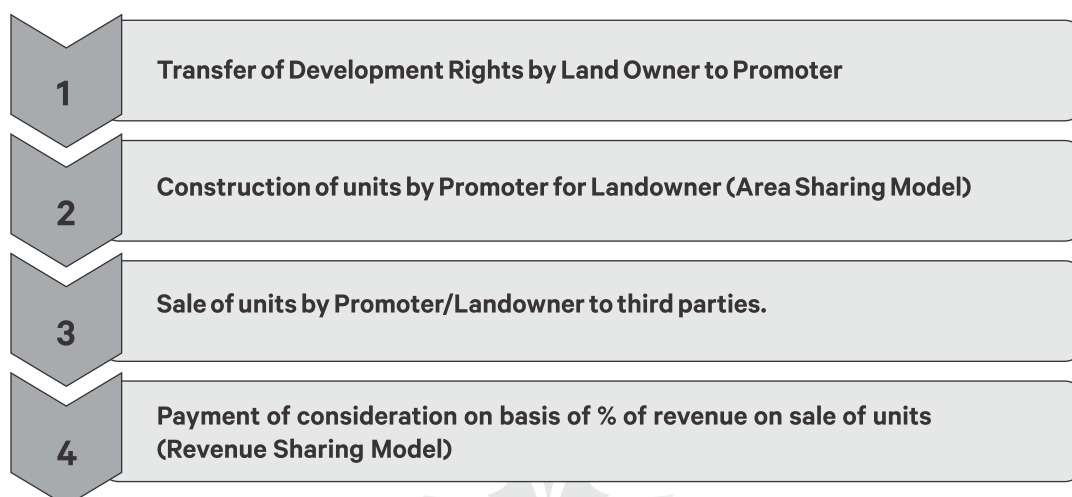 1
Transfer of Development Rights by Land Owner to Promoter
2
Construction of units by Promoter for Landowner (Area Sharing Model)
3
Sale of units by Promoter/Landowner to third parties.
4
Payment of consideration on basis of % of revenue on sale of units
(Revenue Sharing Model)